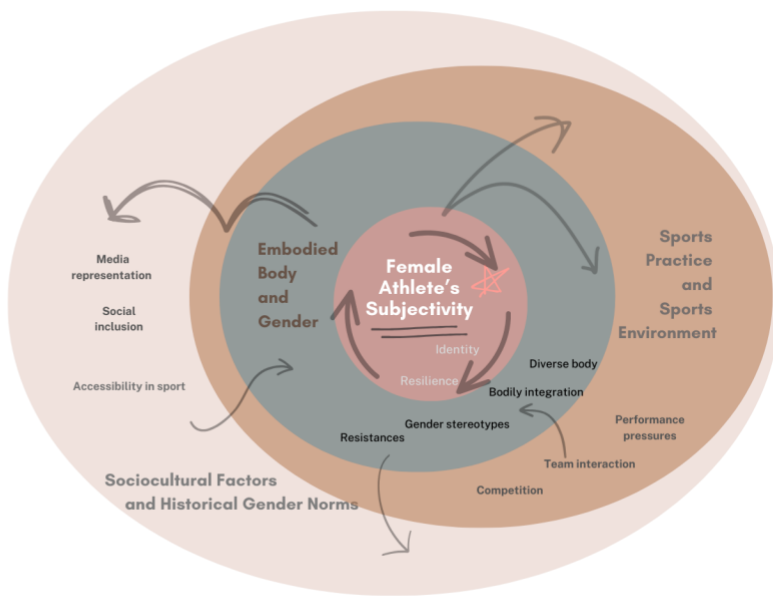 Female
Athlete's
Subjectivity
Identity
Resilience
Embodied
Body
and
Gender
Diverse body
Bodily integration
Gender stereotypes
Resistances
Sports
Practice
and
Sports
Environment
Performance
pressures
Team interaction
Competition
Media
representation
Social
inclusion
Accessibility in sport
Sociocultural Factors
and Historical Gender Norms